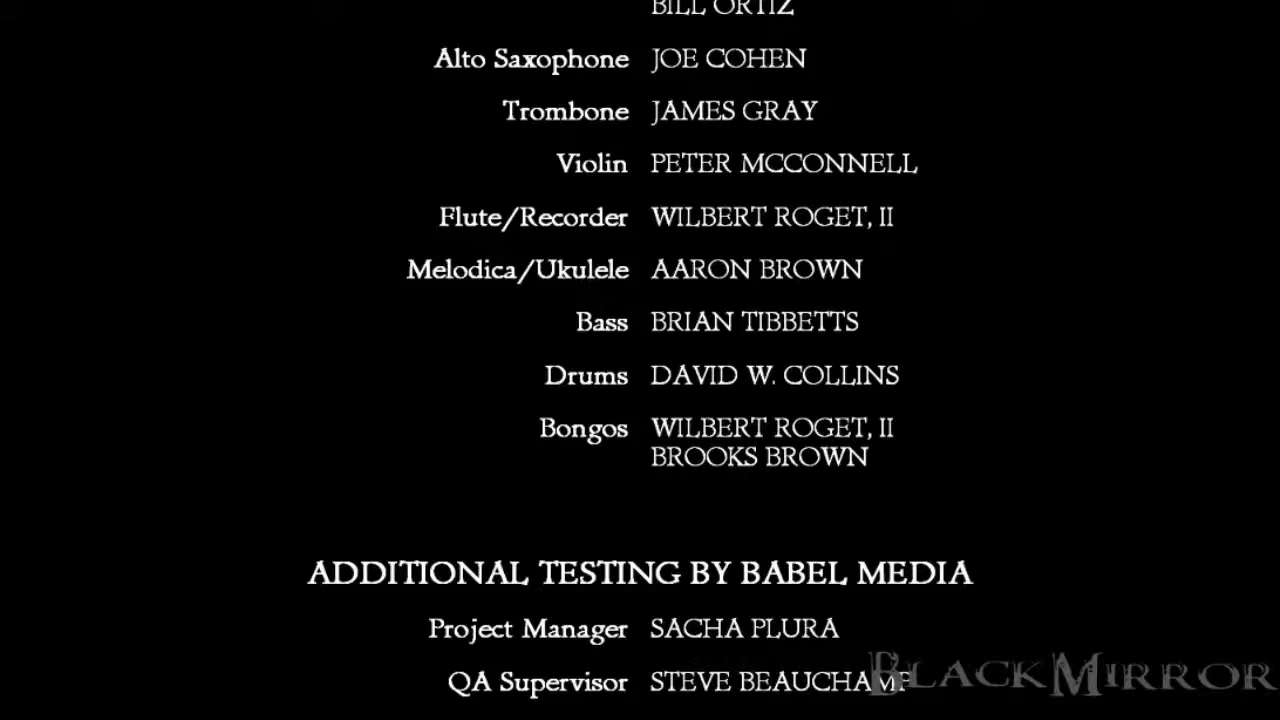 BILL ORTIZ
Alto Saxophone JOE COHEN
Trombone JAMES GRAY
Violin PETER MCCONNELL
Flute/Recorder WILBERT ROGET, II
Melodica/Ukulele AARON BROWN
Bass BRIAN TIBBETTS
Drums DAVID W. COLLINS
Bongos WILBERT ROGET, II
BROOKS BROWN
ADDITIONAL TESTING BY BABEL MEDIA
Project Manager SACHA PLURA
QA Supervisor STEVE BEAUCHAMP
BLACKMIRROR